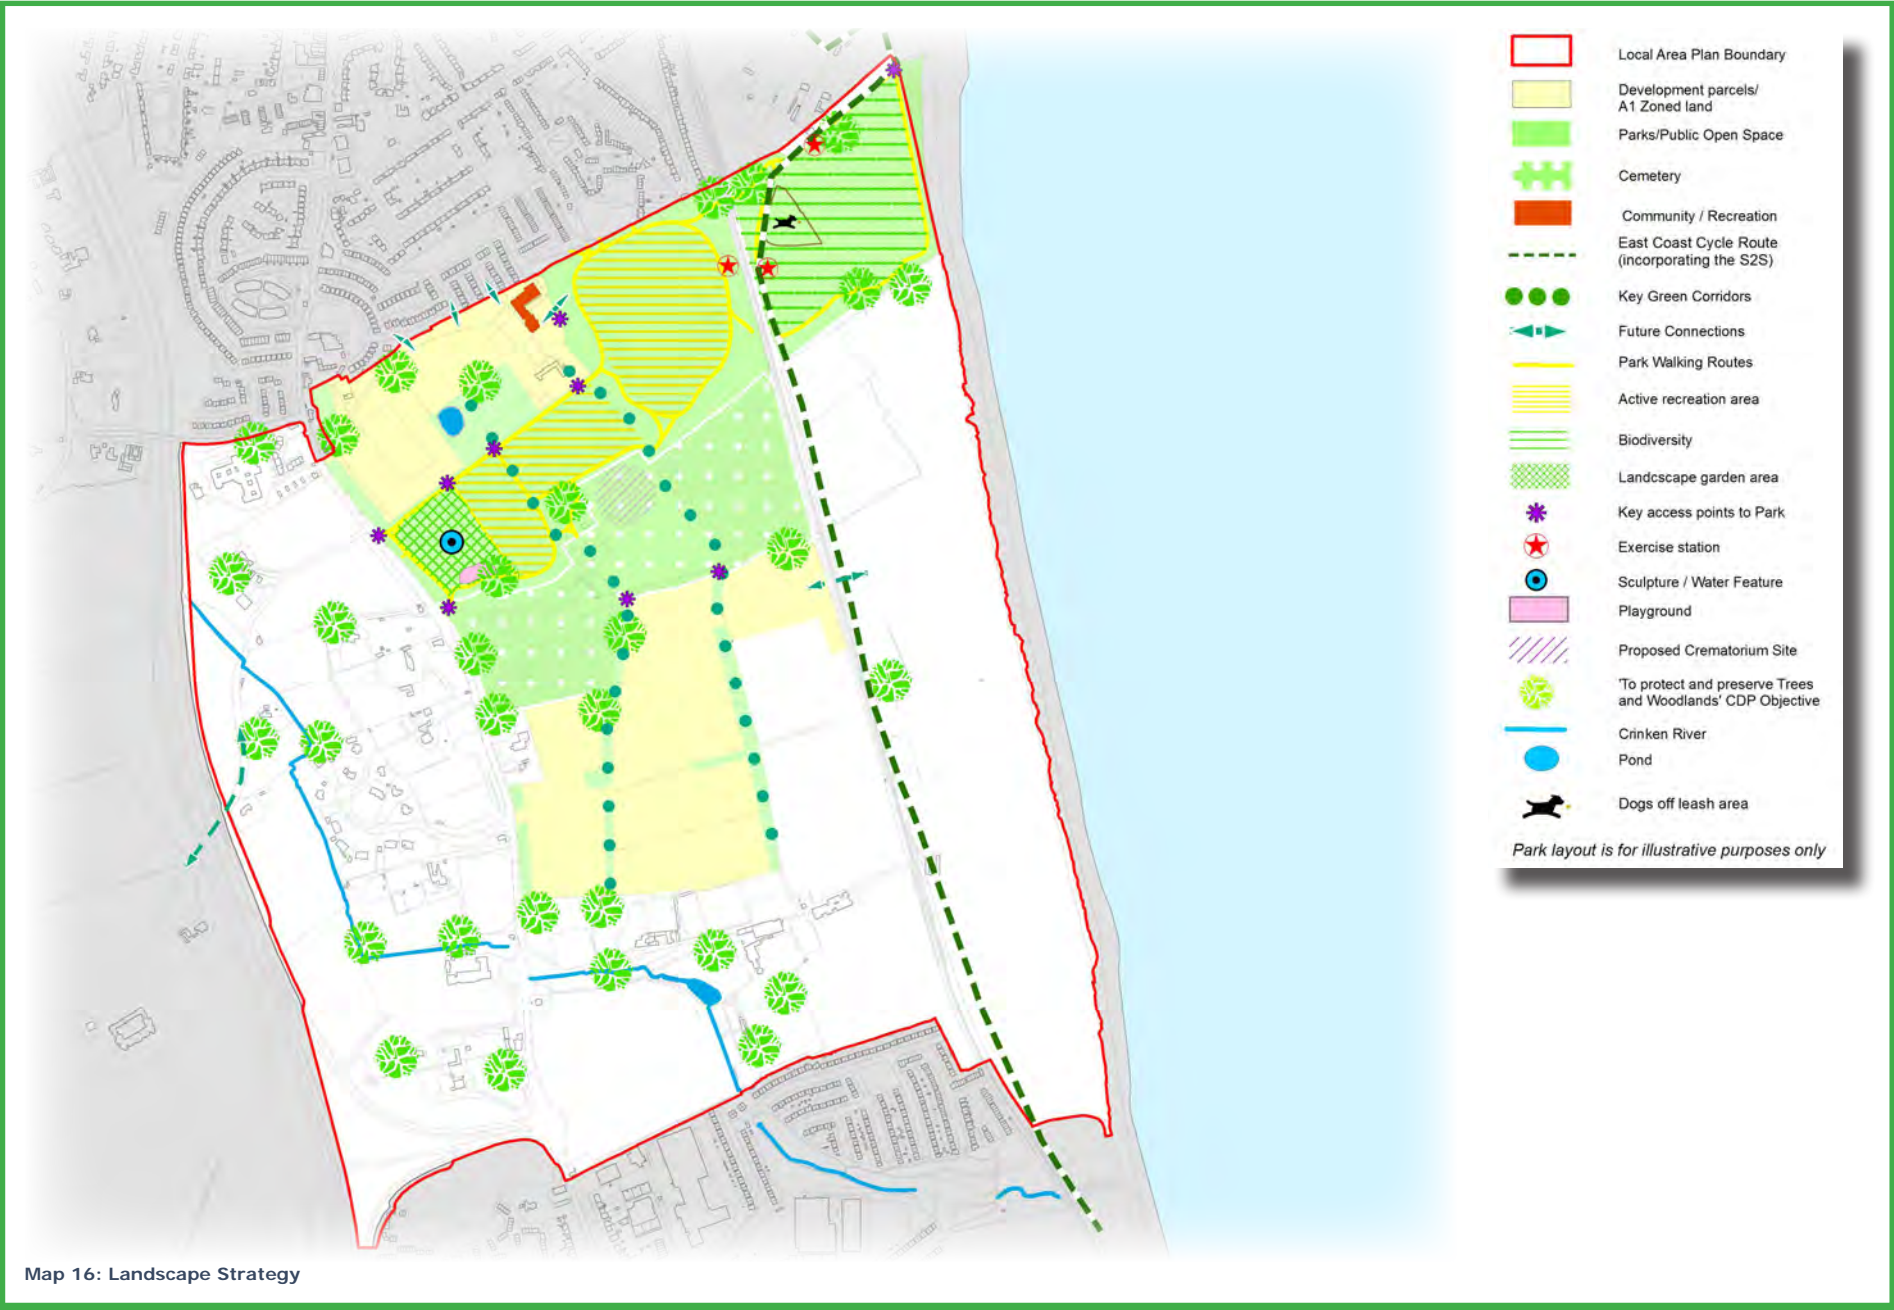 Local Area Plan Boundary
Development parcels/
A1 Zoned land
Parks/Public Open Space
Cemetery
Community / Recreation
East Coast Cycle Route
(incorporating the S2S)
Key Green Corridors
Future Connections
Park Walking Routes
Active recreation area
Biodiversity
Landcscape garden area
Key access points to Park
Exercise station
Sculpture / Water Feature
Playground
Proposed Crematorium Site
'To protect and preserve Trees
and Woodlands' CDP Objective
Crinken River
Pond
Dogs off leash area
Park layout is for illustrative purposes only
Map 16: Landscape Strategy